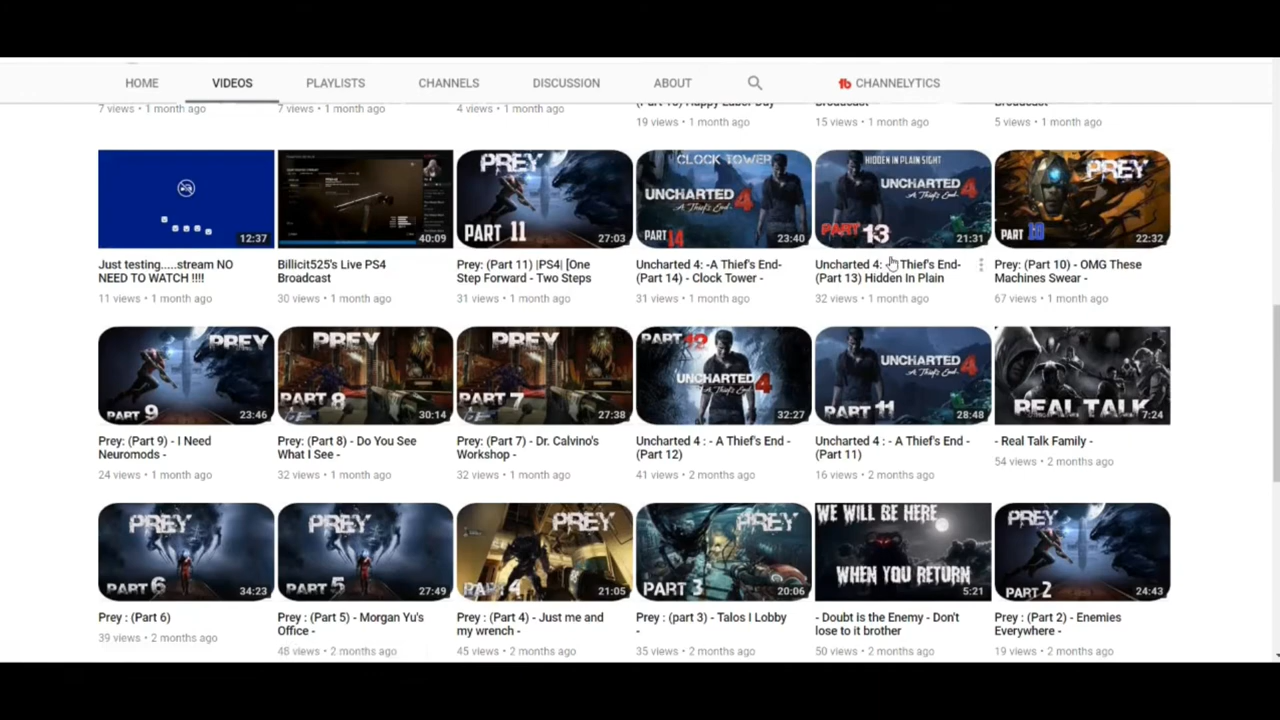 HOME VIDEOS PLAYLISTS CHANNELS DISCUSSION ABOUT CHANNELYTICS
7 views • 1 month ago
7 views • 1 month ago
4 views • 1 month ago
19 views • 1 month ago
15 views • 1 month ago
5 views • 1 month ago
12:37
40:09
PREY
PART 11
27:03
CLOCK TOWER
UNCHARTED 4
A Thief's End
PART 14
23:40
HIDDEN IN PLAIN SIGHT
UNCHARTED 4
A Thief's End
PART 13
21:31
PREY
PART 10
22:32
Just testing.....stream NO
NEED TO WATCH !!!!
11 views • 1 month ago
Billicit525's Live PS4
Broadcast
30 views • 1 month ago
Prey: (Part 11) |PS4| [One
Step Forward - Two Steps
31 views • 1 month ago
Uncharted 4: -A Thief's End-
(Part 14) - Clock Tower -
31 views • 1 month ago
Uncharted 4: Thief's End-
(Part 13) Hidden In Plain
32 views • 1 month ago
Prey: (Part 10) - OMG These
Machines Swear -
67 views • 1 month ago
PREY
PART 9
23:46
PREY
PART 8
30:14
PREY
PART 7
27:38
PART 12
UNCHARTED 4
A Thief's End
32:27
UNCHARTED 4
A Thief's End
PART 11
28:48
REAL TALK
7:24
Prey: (Part 9) - I Need
Neuromods -
24 views • 1 month ago
Prey: (Part 8) - Do You See
What I See -
32 views • 1 month ago
Prey: (Part 7) - Dr. Calvino's
Workshop -
32 views • 1 month ago
Uncharted 4 : - A Thief's End -
(Part 12)
41 views • 2 months ago
Uncharted 4 : - A Thief's End -
(Part 11)
16 views • 2 months ago
- Real Talk Family -
54 views • 2 months ago
PREY
PART 6
34:23
PREY
PART 5
27:49
PREY
PART 4
21:05
PREY
PART 3
20:06
WE WILL BE HERE
WHEN YOU RETURN
5:21
PREY
PART 2
24:43
Prey : (Part 6)
39 views • 2 months ago
Prey : (Part 5) - Morgan Yu's
Office -
48 views • 2 months ago
Prey : (Part 4) - Just me and
my wrench -
45 views • 2 months ago
Prey : (part 3) - Talos I Lobby
-
35 views • 2 months ago
- Doubt is the Enemy - Don't
lose to it brother
50 views • 2 months ago
Prey : (Part 2) - Enemies
Everywhere -
19 views • 2 months ago